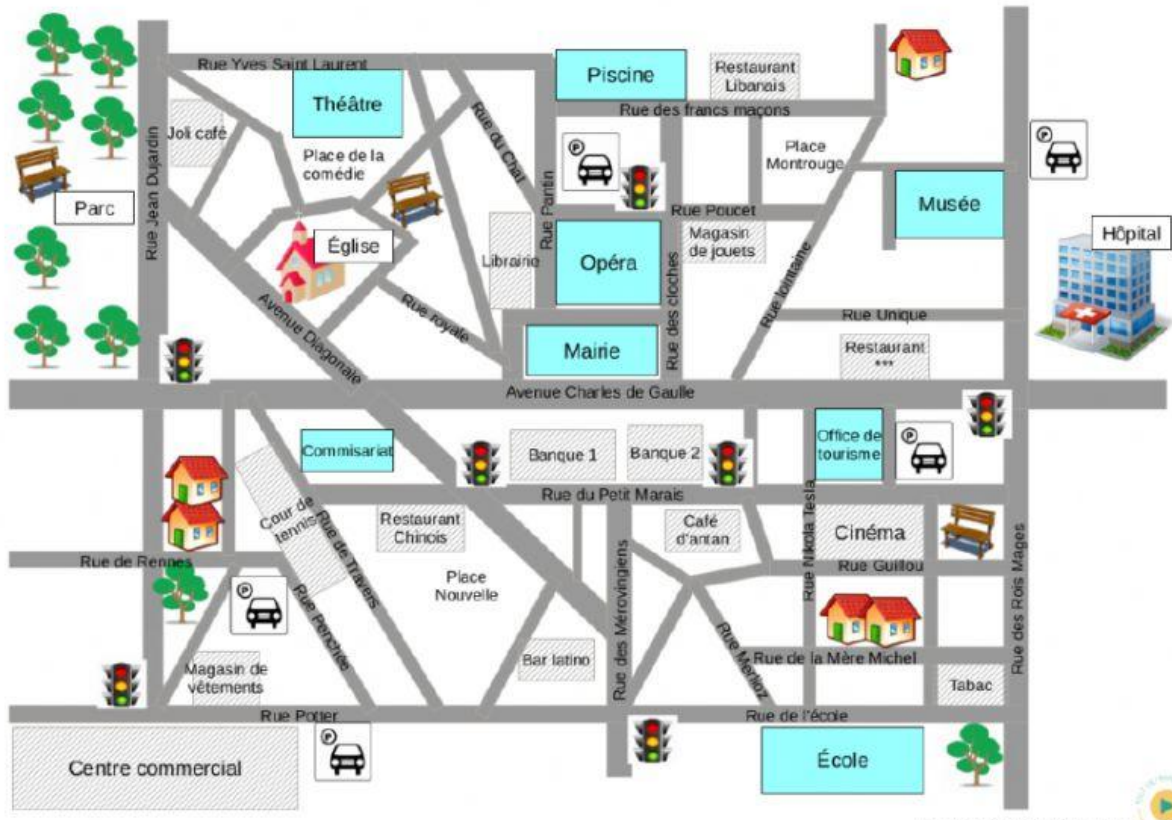 Rue Yves Saint Laurent
Piscine
Restaurant
Libanais
Théâtre
Rue des francs maçons
Joli café
Rue du Chat
P
Place
Montrouge
P
Place de la
comédie
Rue Jean Dujardin
Rue Pantin
Parc
Rue Poucet
Musée
Magasin
de jouets
Hôpital
Église
Librairie
Opéra
Rue des cloches
Rue lontaine
Avenue Diagonale
Rue royale
Rue Unique
Mairie
Restaurant
***
Avenue Charles de Gaulle
Commisariat
Banque 1
Banque 2
Office de
tourisme
P
Rue du Petit Marais
Cour de
tennis
Rue de Travers
Restaurant
Chinois
Café
d'antan
Rue Nikola Tesla
Cinéma
Rue de Rennes
Rue Guillou
Place
Nouvelle
P
Rue Penchée
Rue des Mérovingiens
Rue Merlioz
Rue des Rois Mages
Magasin de
vêtements
Bar latino
Rue de la Mère Michel
Tabac
Rue Potter
Rue de l'école
P
Centre commercial
École